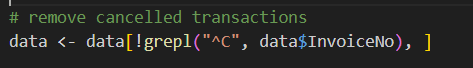 # remove cancelled transactions
data <- data[!grepl("^C", data$InvoiceNo), ]